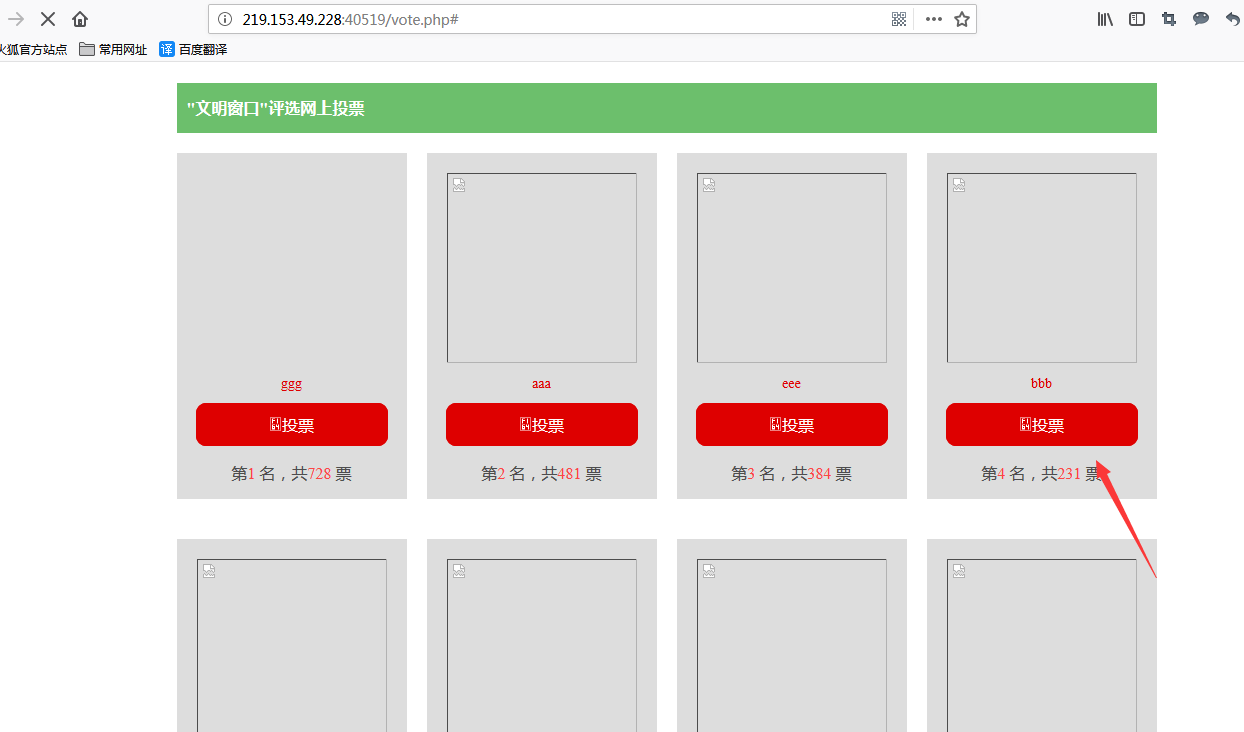 219.153.49.228:40519/vote.php#
火狐官方站点 常用网址 译 百度翻译
"文明窗口"评选网上投票
ggg aaa eee bbb
投票 投票 投票 投票
第1 名，共728 票 第2 名，共481 票 第3 名，共384 票 第4 名，共231 票